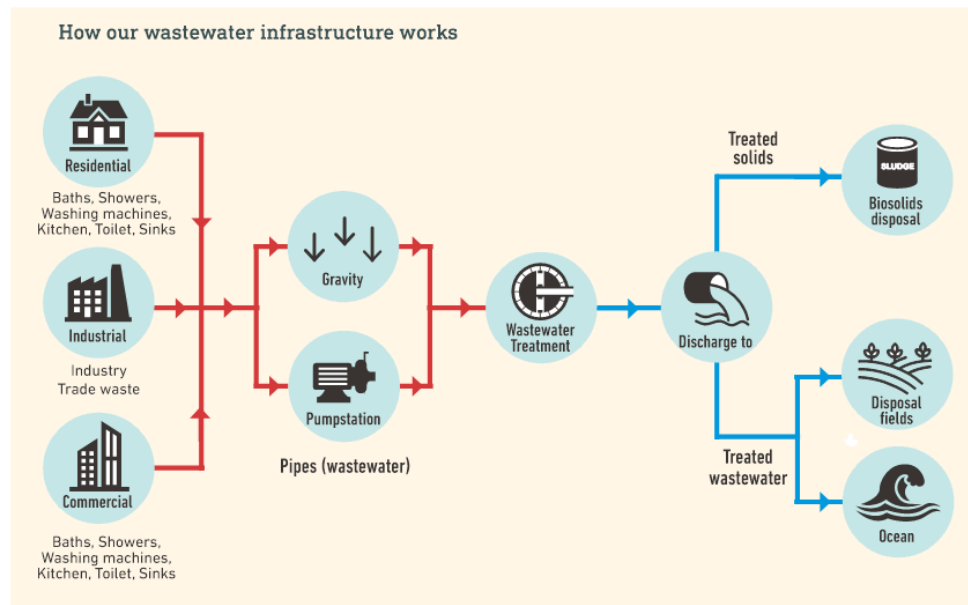 How our wastewater infrastructure works
Residential
Baths, Showers,
Washing machines,
Kitchen, Toilet, Sinks
Industrial
Industry
Trade waste
Commercial
Baths, Showers,
Washing machines,
Kitchen, Toilet, Sinks
Gravity
Pumpstation
Pipes (wastewater)
Wastewater
Treatment
Discharge to
Treated
solids
SLUDGE
Biosolids
disposal
Treated
wastewater
Disposal
fields
Ocean